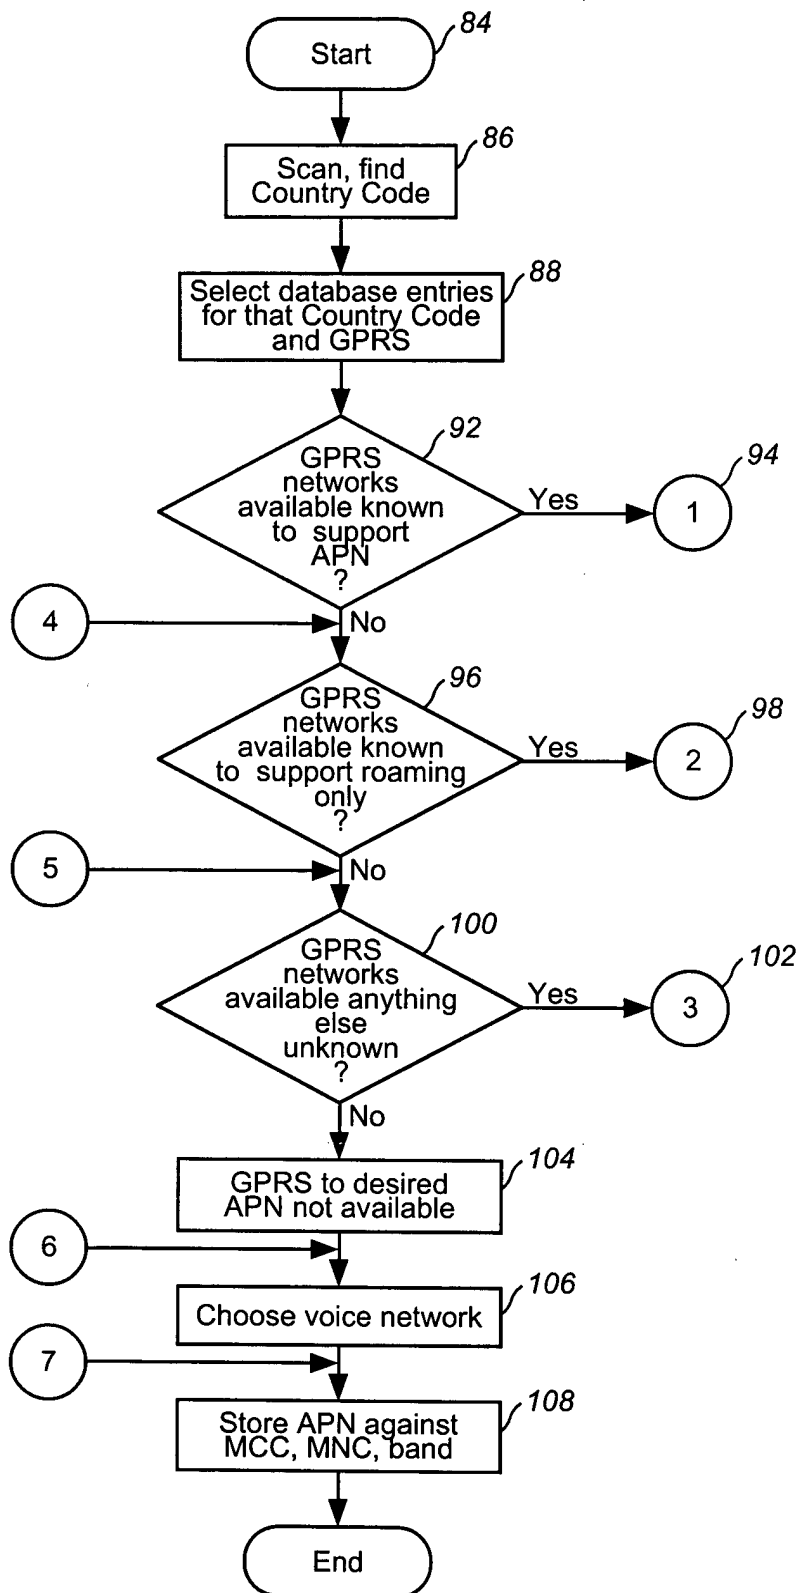 84
Start
86
Scan, find
Country Code
88
Select database entries
for that Country Code
and GPRS
92
94
GPRS
networks
available known
to support
APN
?
Yes
1
4
No
96
98
GPRS
networks
available known
to support roaming
only
?
Yes
2
5
No
100
102
GPRS
networks
available anything
else
unknown
?
Yes
3
No
104
GPRS to desired
APN not available
6
106
Choose voice network
7
108
Store APN against
MCC, MNC, band
End